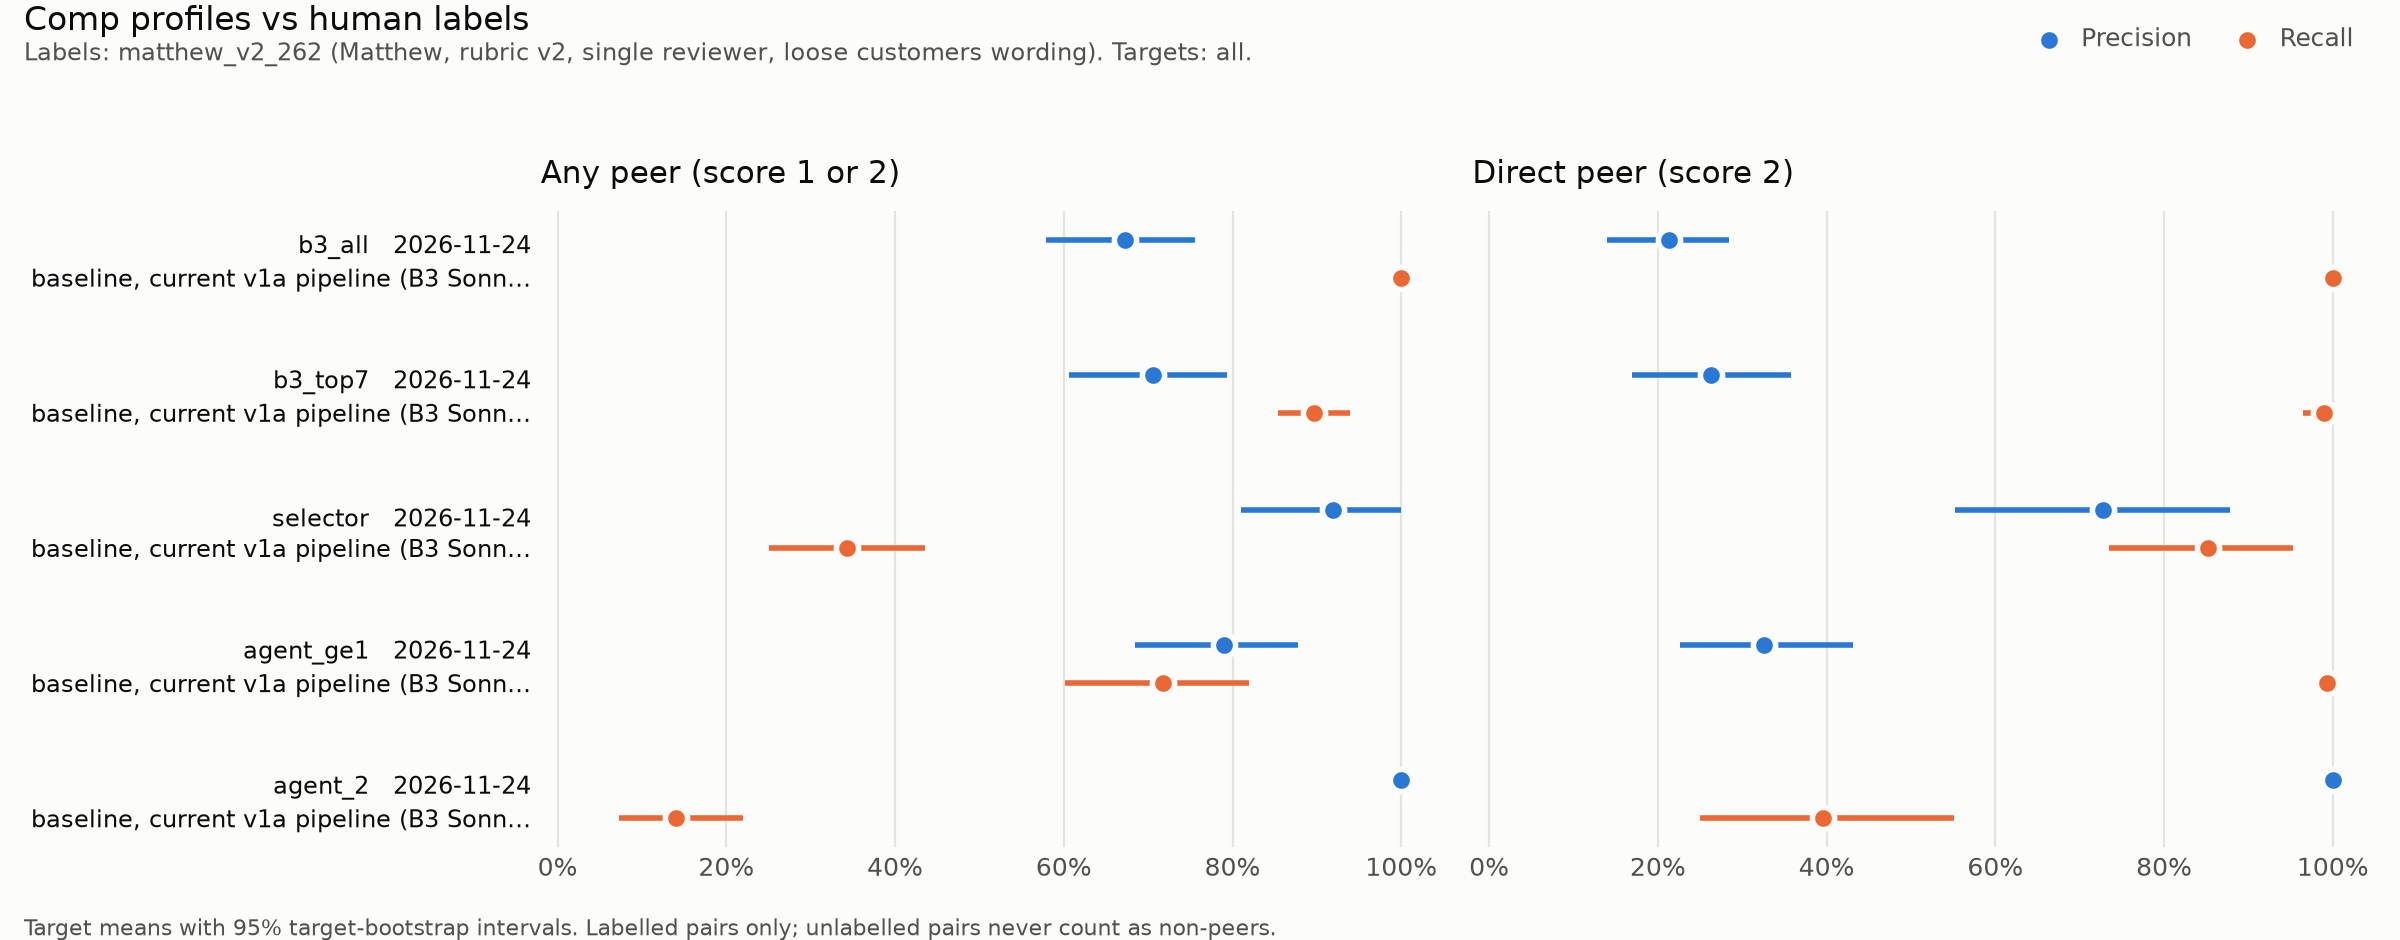 Comp profiles vs human labels
Labels: matthew_v2_262 (Matthew, rubric v2, single reviewer, loose customers wording). Targets: all.
Precision
Recall
Any peer (score 1 or 2)
Direct peer (score 2)
b3_all 2026-11-24
baseline, current v1a pipeline (B3 Sonn…
b3_top7 2026-11-24
baseline, current v1a pipeline (B3 Sonn…
selector 2026-11-24
baseline, current v1a pipeline (B3 Sonn…
agent_ge1 2026-11-24
baseline, current v1a pipeline (B3 Sonn…
agent_2 2026-11-24
baseline, current v1a pipeline (B3 Sonn…
0% 20% 40% 60% 80% 100%
0% 20% 40% 60% 80% 100%
Target means with 95% target-bootstrap intervals. Labelled pairs only; unlabelled pairs never count as non-peers.